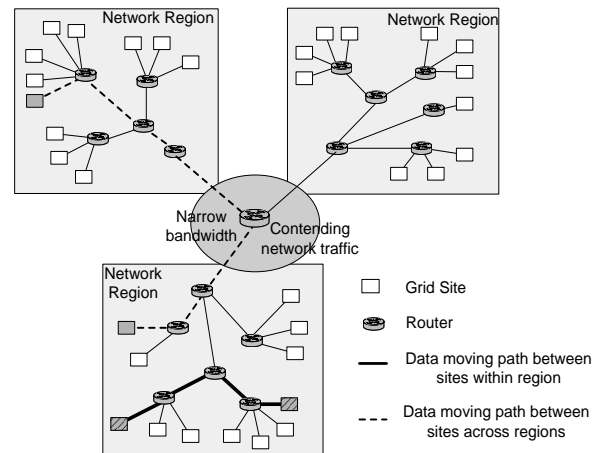 Network Region
Network Region
Narrow
bandwidth
Contending
network traffic
Network
Region
Grid Site
Router
Data moving path between
sites within region
Data moving path between
sites across regions